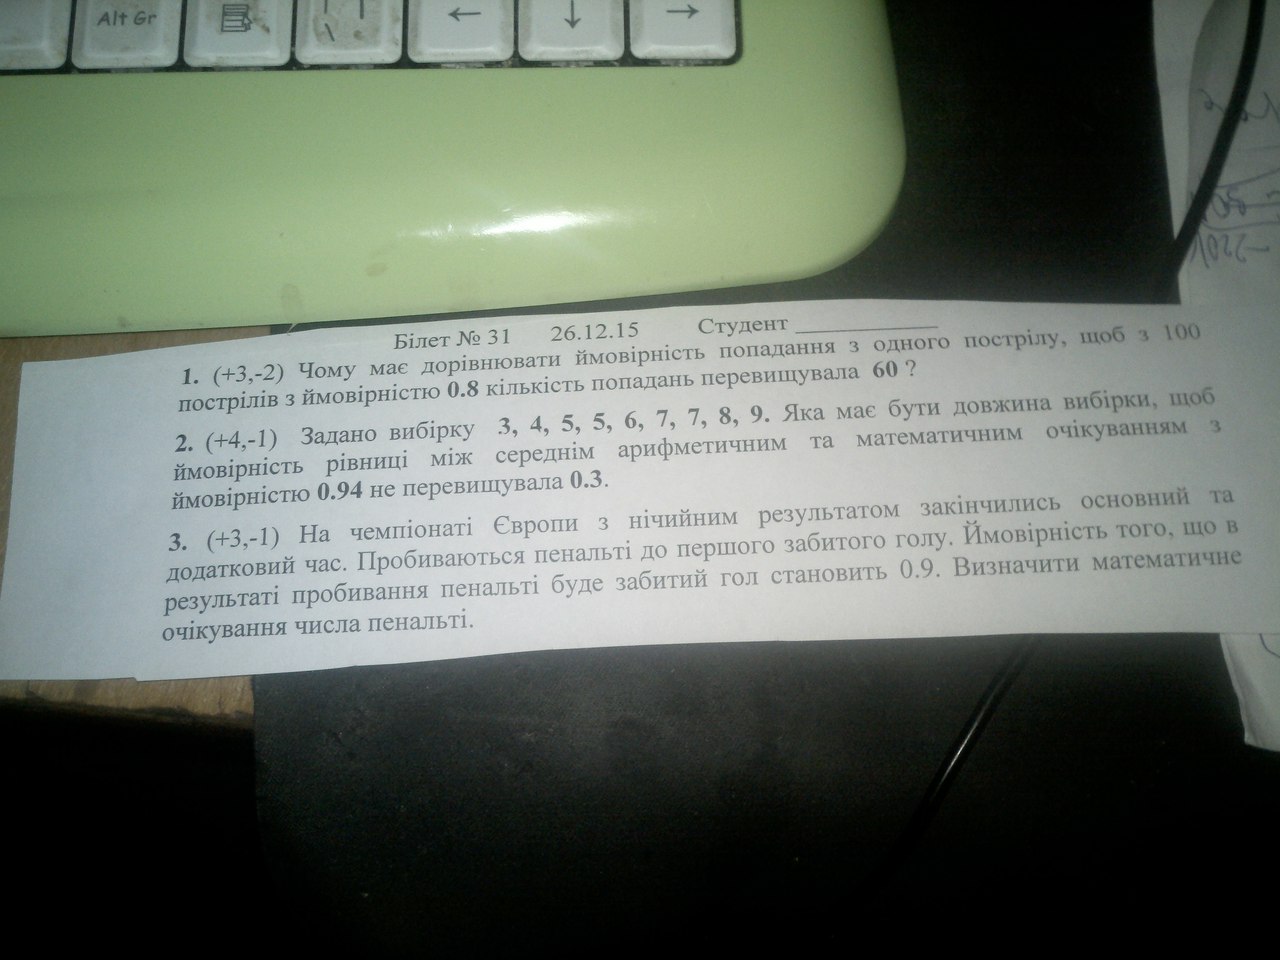 Alt Gr
← ↓ →
Білет № 31 26.12.15 Студент ____________
1. (+3,-2) Чому має дорівнювати ймовірність попадання з одного пострілу, щоб з 100
пострілів з ймовірністю 0.8 кількість попадань перевищувала 60 ?
2. (+4,-1) Задано вибірку 3, 4, 5, 5, 6, 7, 7, 8, 9. Яка має бути довжина вибірки, щоб
ймовірність рівниці між середнім арифметичним та математичним очікуванням з
ймовірністю 0.94 не перевищувала 0.3.
3. (+3,-1) На чемпіонаті Європи з нічийним результатом закінчились основний та
додатковий час. Пробиваються пенальті до першого забитого голу. Ймовірність того, що в
результаті пробивання пенальті буде забитий гол становить 0.9. Визначити математичне
очікування числа пенальті.